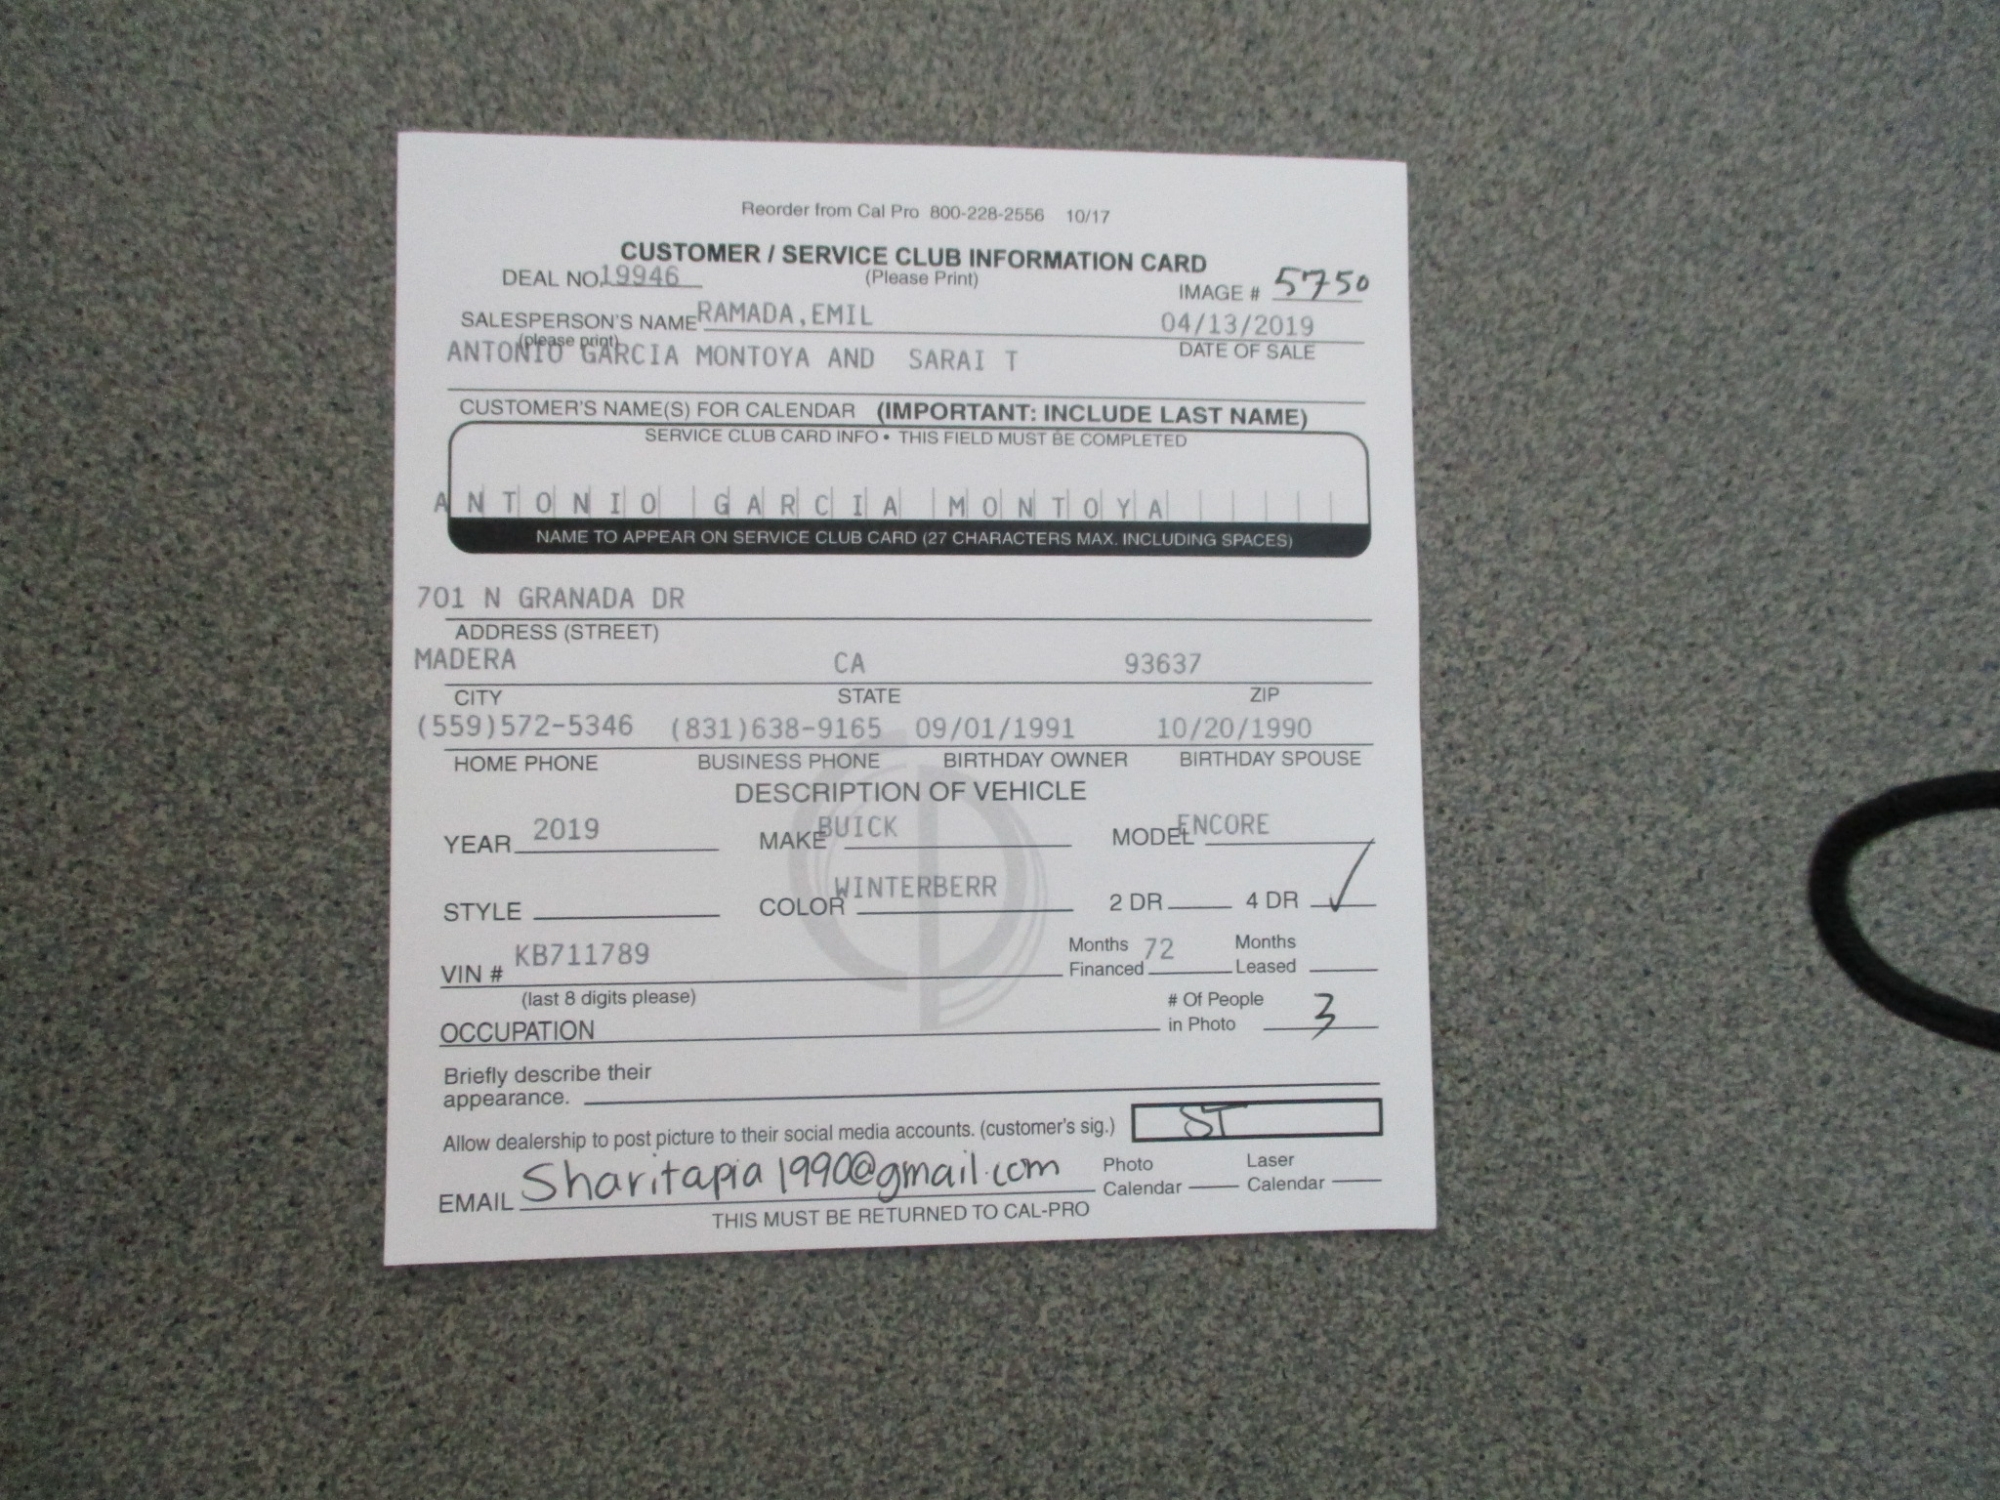 Reorder from Cal Pro 800-228-2556 10/17
CUSTOMER / SERVICE CLUB INFORMATION CARD
DEAL NO. 19946 (Please Print) IMAGE # 5750
SALESPERSON'S NAME RAMADA, EMIL 04/13/2019
(please print) DATE OF SALE
ANTONIO GARCIA MONTOYA AND SARAI T
CUSTOMER'S NAME(S) FOR CALENDAR (IMPORTANT: INCLUDE LAST NAME)
SERVICE CLUB CARD INFO • THIS FIELD MUST BE COMPLETED
ANTONIO GARCIA MONTOYA
NAME TO APPEAR ON SERVICE CLUB CARD (27 CHARACTERS MAX. INCLUDING SPACES)
701 N GRANADA DR
ADDRESS (STREET)
MADERA CA 93637
CITY STATE ZIP
(559)572-5346 (831)638-9165 09/01/1991 10/20/1990
HOME PHONE BUSINESS PHONE BIRTHDAY OWNER BIRTHDAY SPOUSE
DESCRIPTION OF VEHICLE
YEAR 2019 MAKE BUICK MODEL ENCORE
STYLE COLOR WINTERBERR 2 DR 4 DR ✓
VIN # KB711789 Months Financed 72 Months Leased
(last 8 digits please)
OCCUPATION # Of People in Photo 3
Briefly describe their
appearance.
Allow dealership to post picture to their social media accounts. (customer's sig.) ST
EMAIL Sharitapia1990@gmail.com Photo Calendar Laser Calendar
THIS MUST BE RETURNED TO CAL-PRO